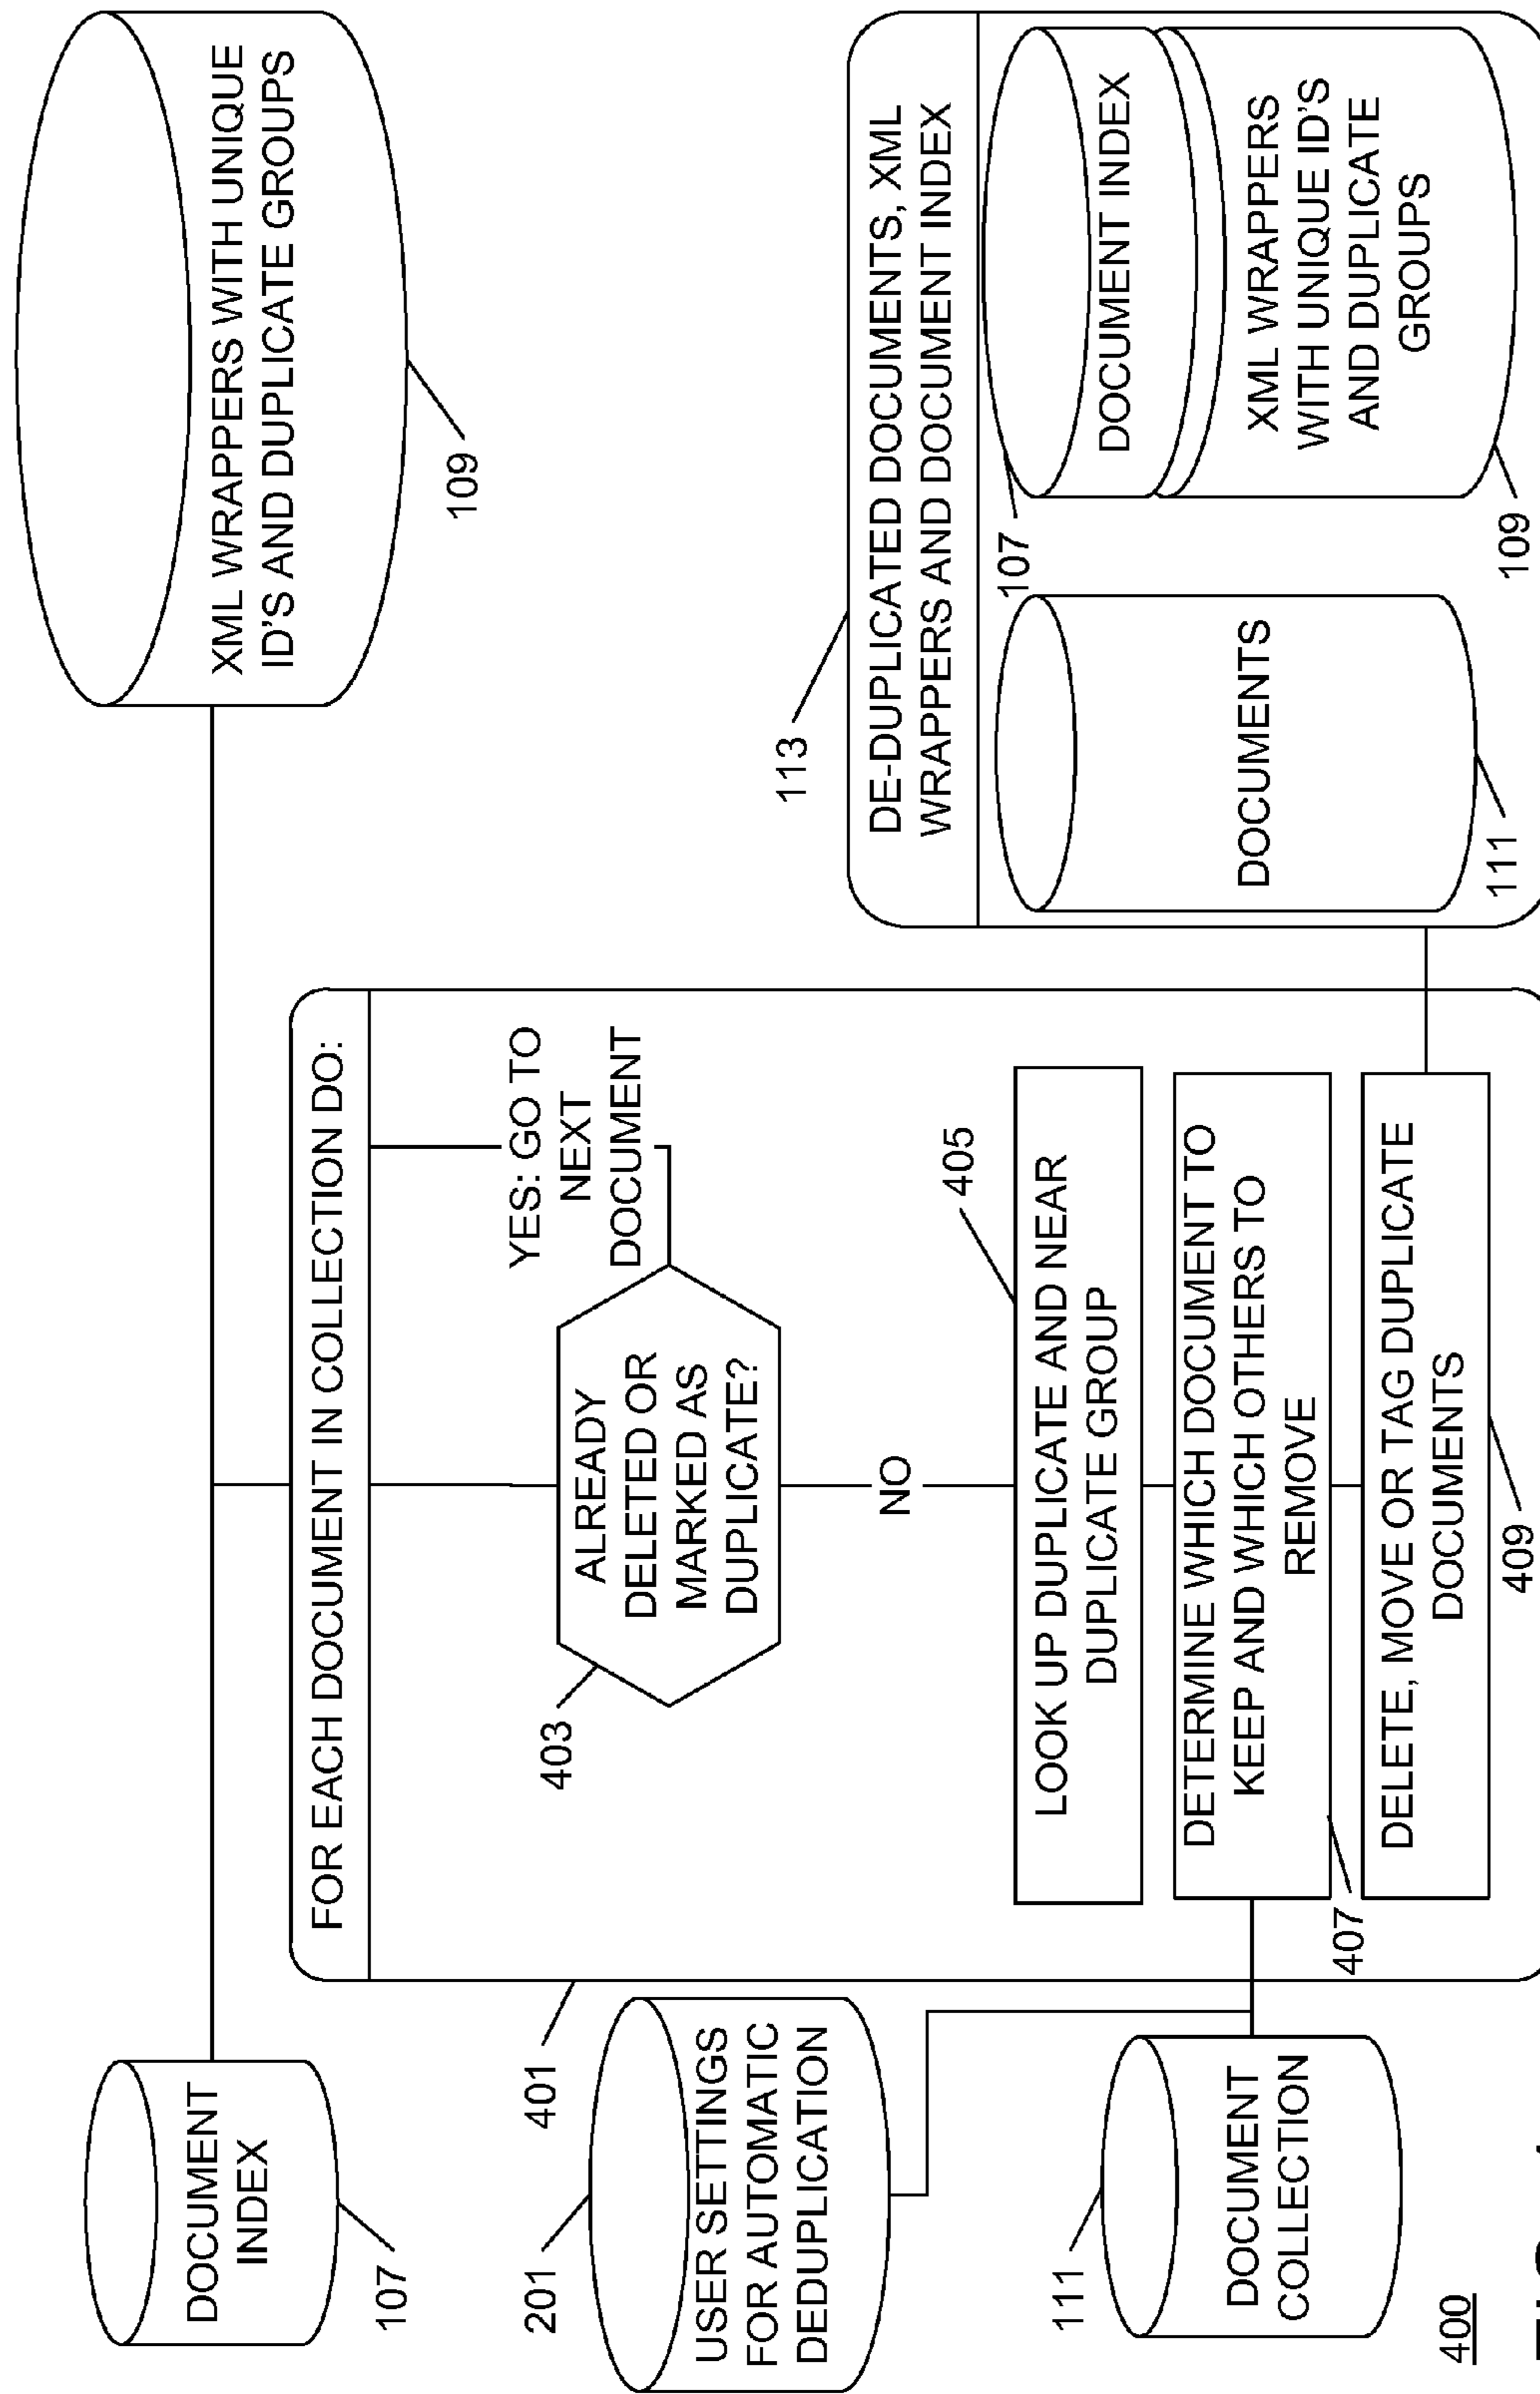 DOCUMENT
INDEX
107
XML WRAPPERS WITH UNIQUE
ID'S AND DUPLICATE GROUPS
109
FOR EACH DOCUMENT IN COLLECTION DO:
401
ALREADY
DELETED OR
MARKED AS
DUPLICATE?
403
YES: GO TO
NEXT
DOCUMENT
NO
LOOK UP DUPLICATE AND NEAR
DUPLICATE GROUP
405
DETERMINE WHICH DOCUMENT TO
KEEP AND WHICH OTHERS TO
REMOVE
407
DELETE, MOVE OR TAG DUPLICATE
DOCUMENTS
409
201
USER SETTINGS
FOR AUTOMATIC
DEDUPLICATION
111
DOCUMENT
COLLECTION
113
DE-DUPLICATED DOCUMENTS, XML
WRAPPERS AND DOCUMENT INDEX
DOCUMENTS
111
107
DOCUMENT INDEX
XML WRAPPERS
WITH UNIQUE ID'S
AND DUPLICATE
GROUPS
109
400